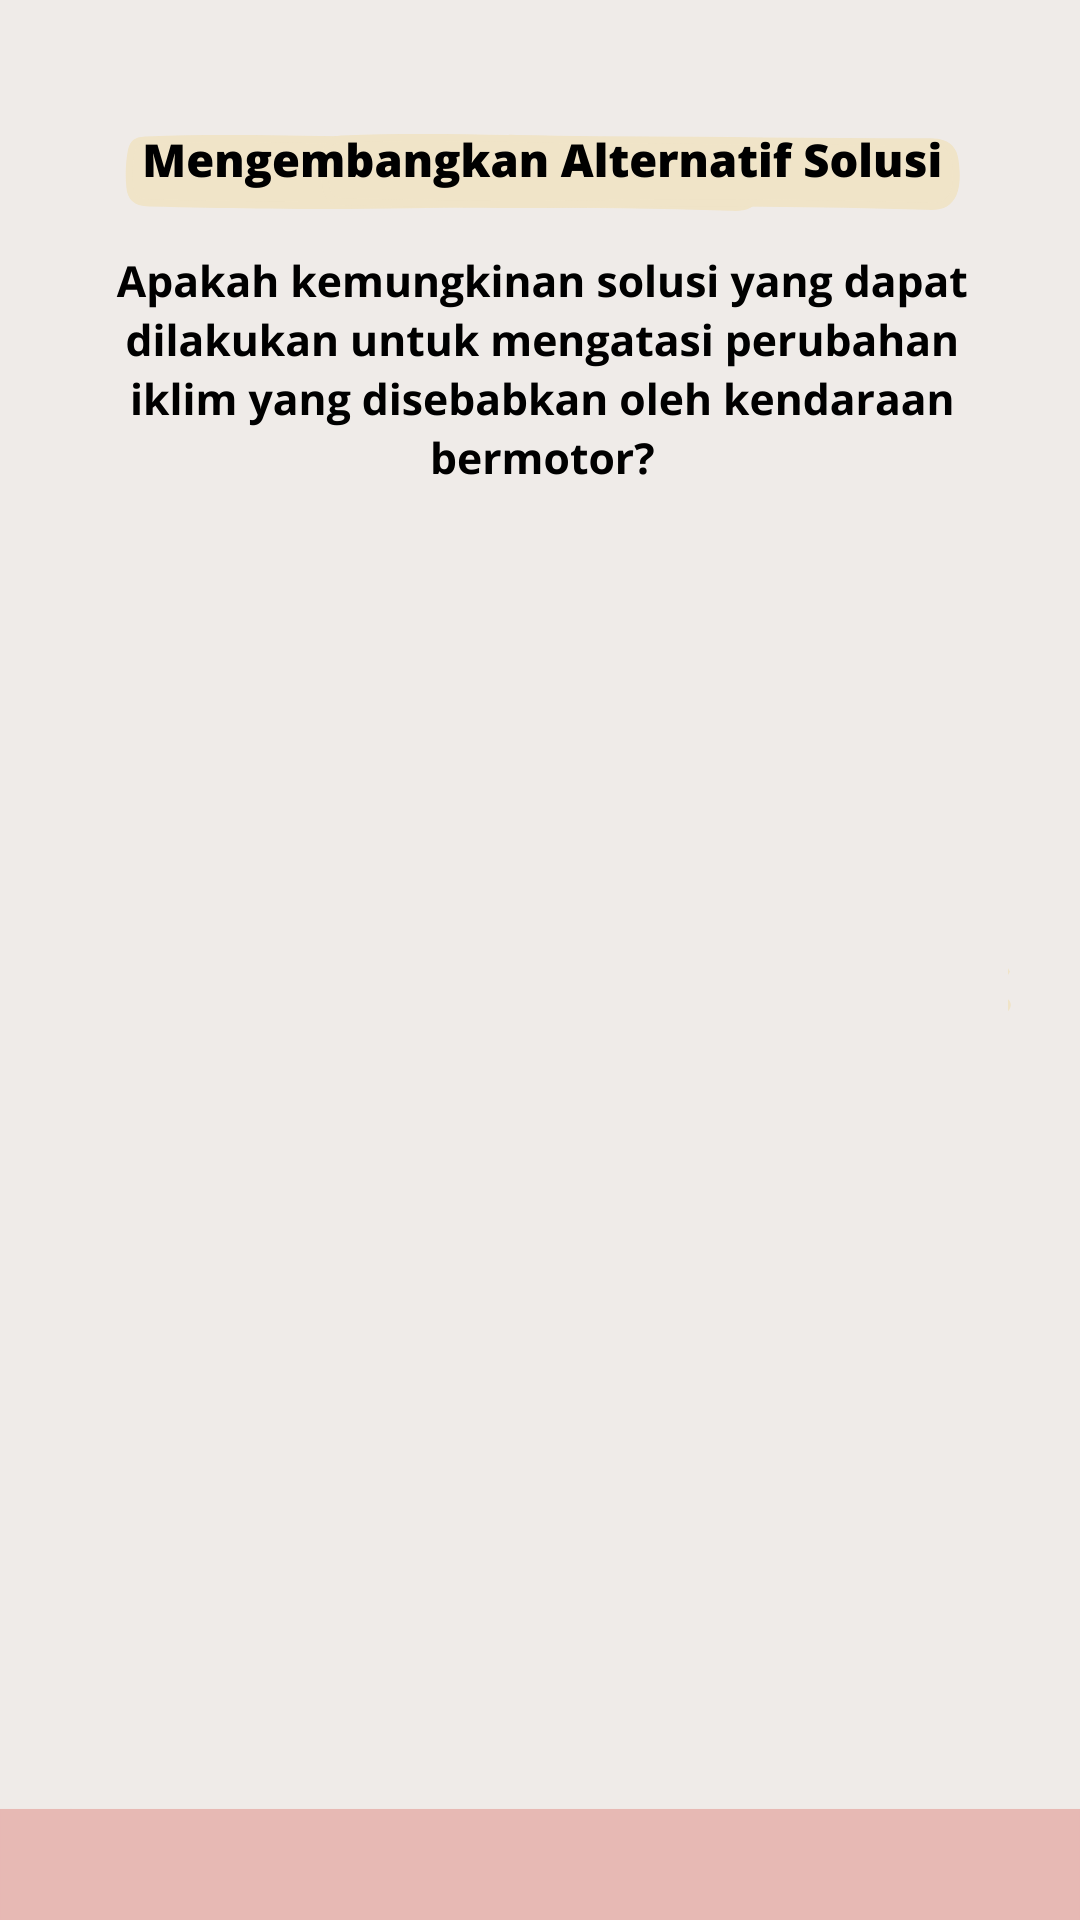 Mengembangkan Alternatif Solusi
Apakah kemungkinan solusi yang dapat
dilakukan untuk mengatasi perubahan
iklim yang disebabkan oleh kendaraan
bermotor?